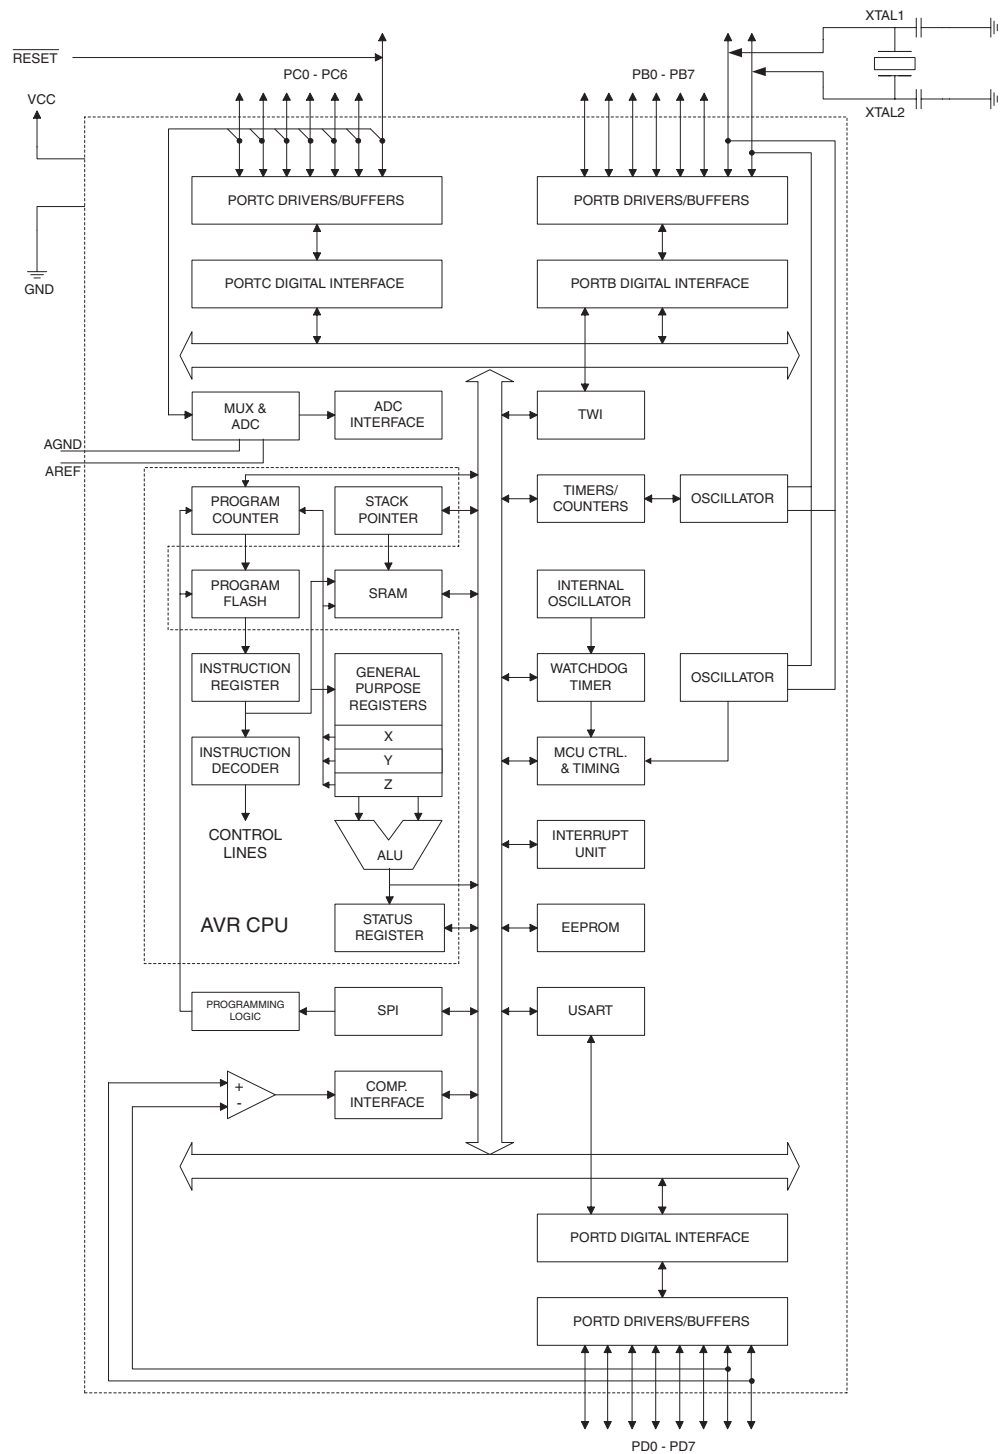 XTAL1
RESET
PC0 - PC6
PB0 - PB7
VCC
XTAL2
PORTC DRIVERS/BUFFERS
PORTB DRIVERS/BUFFERS
PORTC DIGITAL INTERFACE
PORTB DIGITAL INTERFACE
GND
MUX &
ADC
ADC
INTERFACE
TWI
AGND
AREF
PROGRAM
COUNTER
STACK
POINTER
TIMERS/
COUNTERS
OSCILLATOR
PROGRAM
FLASH
SRAM
INTERNAL
OSCILLATOR
INSTRUCTION
REGISTER
GENERAL
PURPOSE
REGISTERS
WATCHDOG
TIMER
OSCILLATOR
X
Y
Z
INSTRUCTION
DECODER
MCU CTRL.
& TIMING
CONTROL
LINES
ALU
INTERRUPT
UNIT
AVR CPU
STATUS
REGISTER
EEPROM
PROGRAMMING
LOGIC
SPI
USART
+
-
COMP.
INTERFACE
PORTD DIGITAL INTERFACE
PORTD DRIVERS/BUFFERS
PD0 - PD7